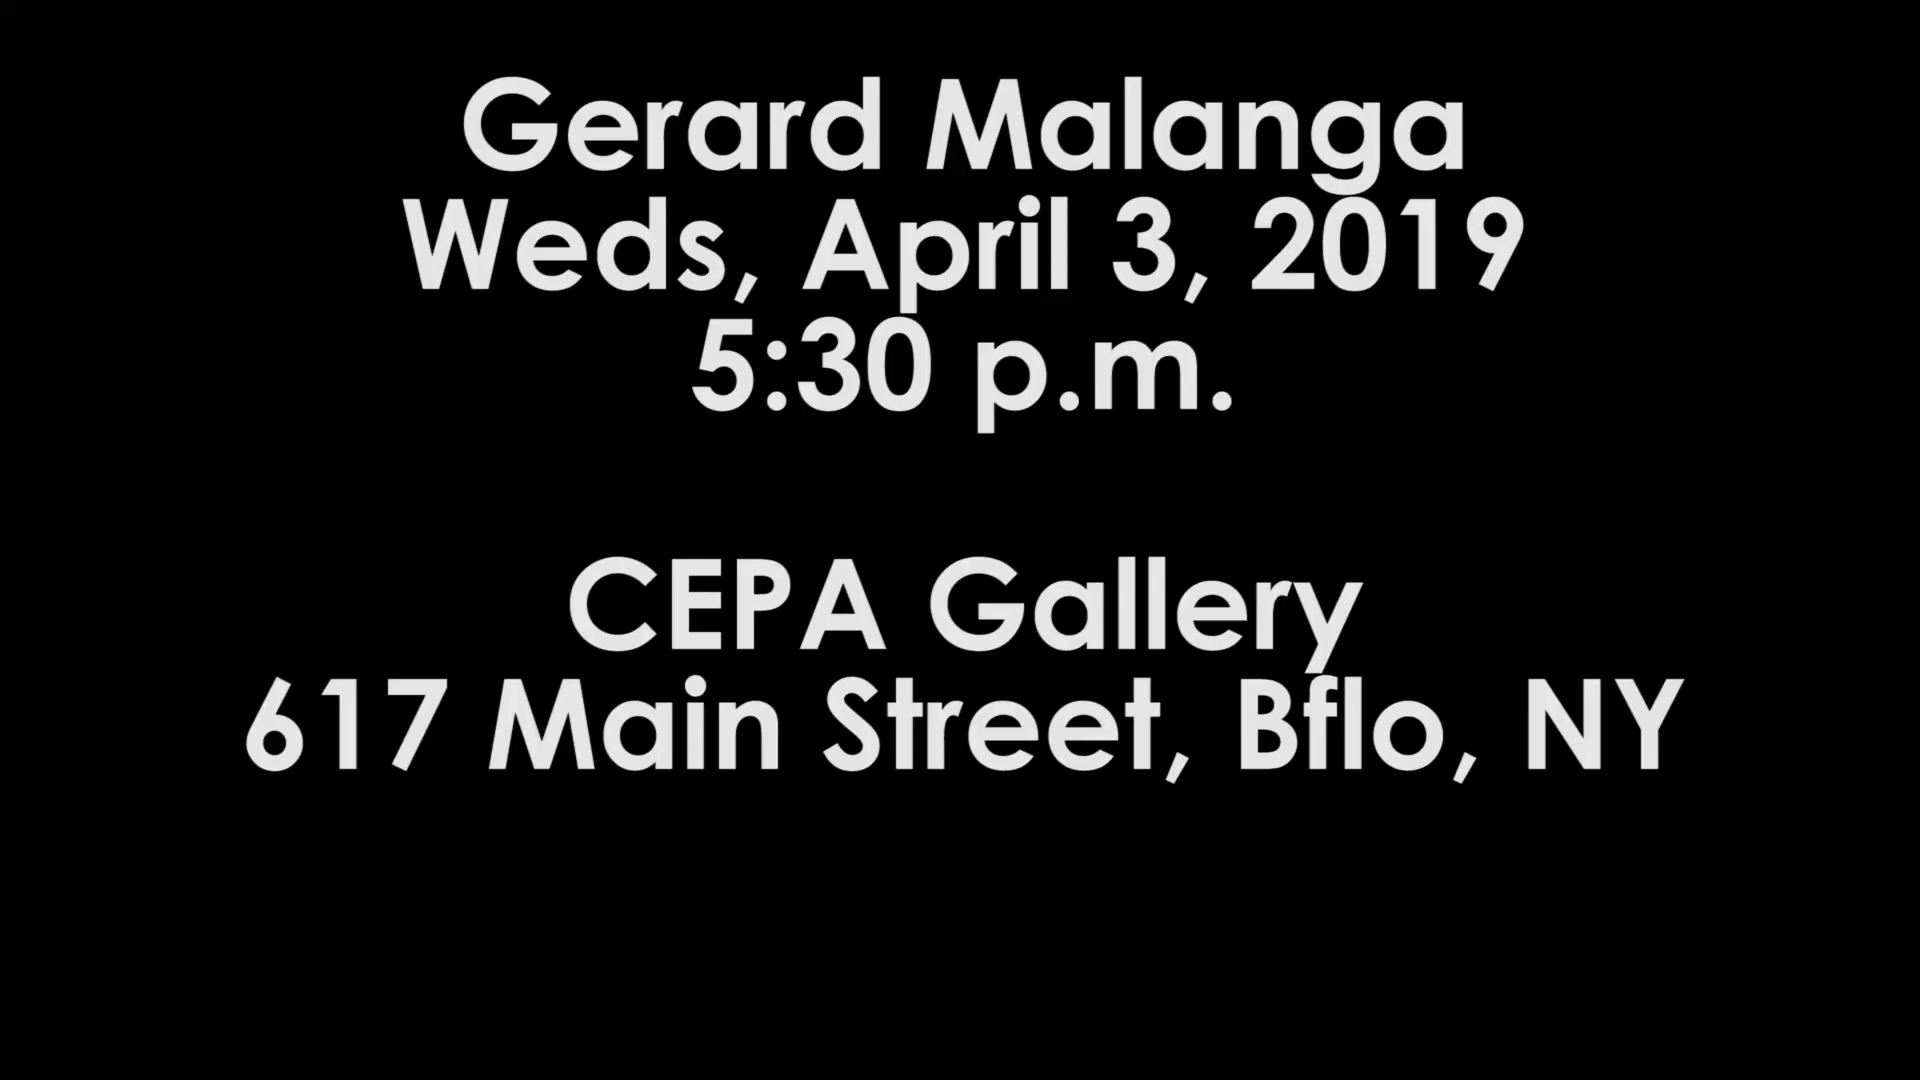 Gerard Malanga
Weds, April 3, 2019
5:30 p.m.
CEPA Gallery
617 Main Street, Bflo, NY